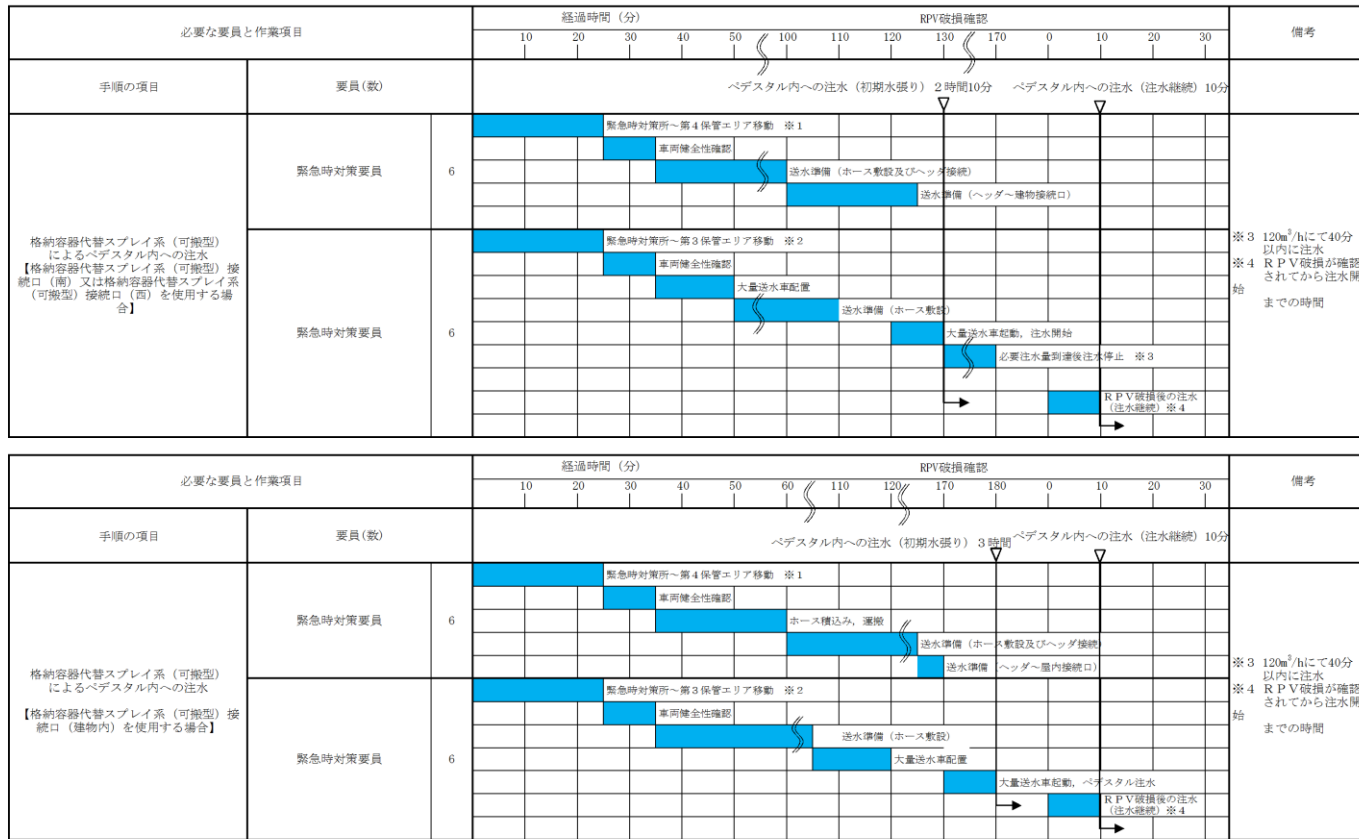 必要な要員と作業項目
経過時間（分）
RPV破損確認
備考
10 20 30 40 50 100 110 130 170 0 10 20 30
手順の項目
要員(数)
ペデスタル内への注水（初期水張り）２時間10分
ペデスタル内への注水（注水継続）10分
格納容器代替スプレイ系（可搬型）
によるペデスタル内への注水
【格納容器代替スプレイ系（可搬型）接
続口（南）又は格納容器代替スプレイ系
（可搬型）接続口（西）を使用する場
合】
緊急時対策要員
6
緊急時対策所～第４保管エリア移動　※１
車両健全性確認
送水準備（ホース敷設及びヘッダ接続）
送水準備（ヘッダ～建物接続口）
緊急時対策要員
6
緊急時対策所～第３保管エリア移動　※２
車両健全性確認
大量送水車配置
送水準備（ホース敷設）
大量送水車起動，注水開始
必要注水量到達後注水停止　※３
ＲＰＶ破損後の注水
（注水継続）※４
※３ 120m³/hにて40分
以内に注水
※４ ＲＰＶ破損が確認
されてから注水開
始
までの時間
必要な要員と作業項目
経過時間（分）
RPV破損確認
備考
10 20 30 40 50 60 110 120 170 180 0 10 20 30
手順の項目
要員(数)
ペデスタル内への注水（初期水張り）３時間
ペデスタル内への注水（注水継続）10分
格納容器代替スプレイ系（可搬型）
によるペデスタル内への注水
【格納容器代替スプレイ系（可搬型）接
続口（建物内）を使用する場合】
緊急時対策要員
6
緊急時対策所～第４保管エリア移動　※１
車両健全性確認
ホース積込み，運搬
送水準備（ホース敷設及びヘッダ接続）
送水準備（ヘッダ～屋内接続口）
緊急時対策要員
6
緊急時対策所～第３保管エリア移動　※２
車両健全性確認
送水準備（ホース敷設）
大量送水車配置
大量送水車起動，ペデスタル注水
ＲＰＶ破損後の注水
（注水継続）※４
※３ 120m³/hにて40分
以内に注水
※４ ＲＰＶ破損が確認
されてから注水開
始
までの時間